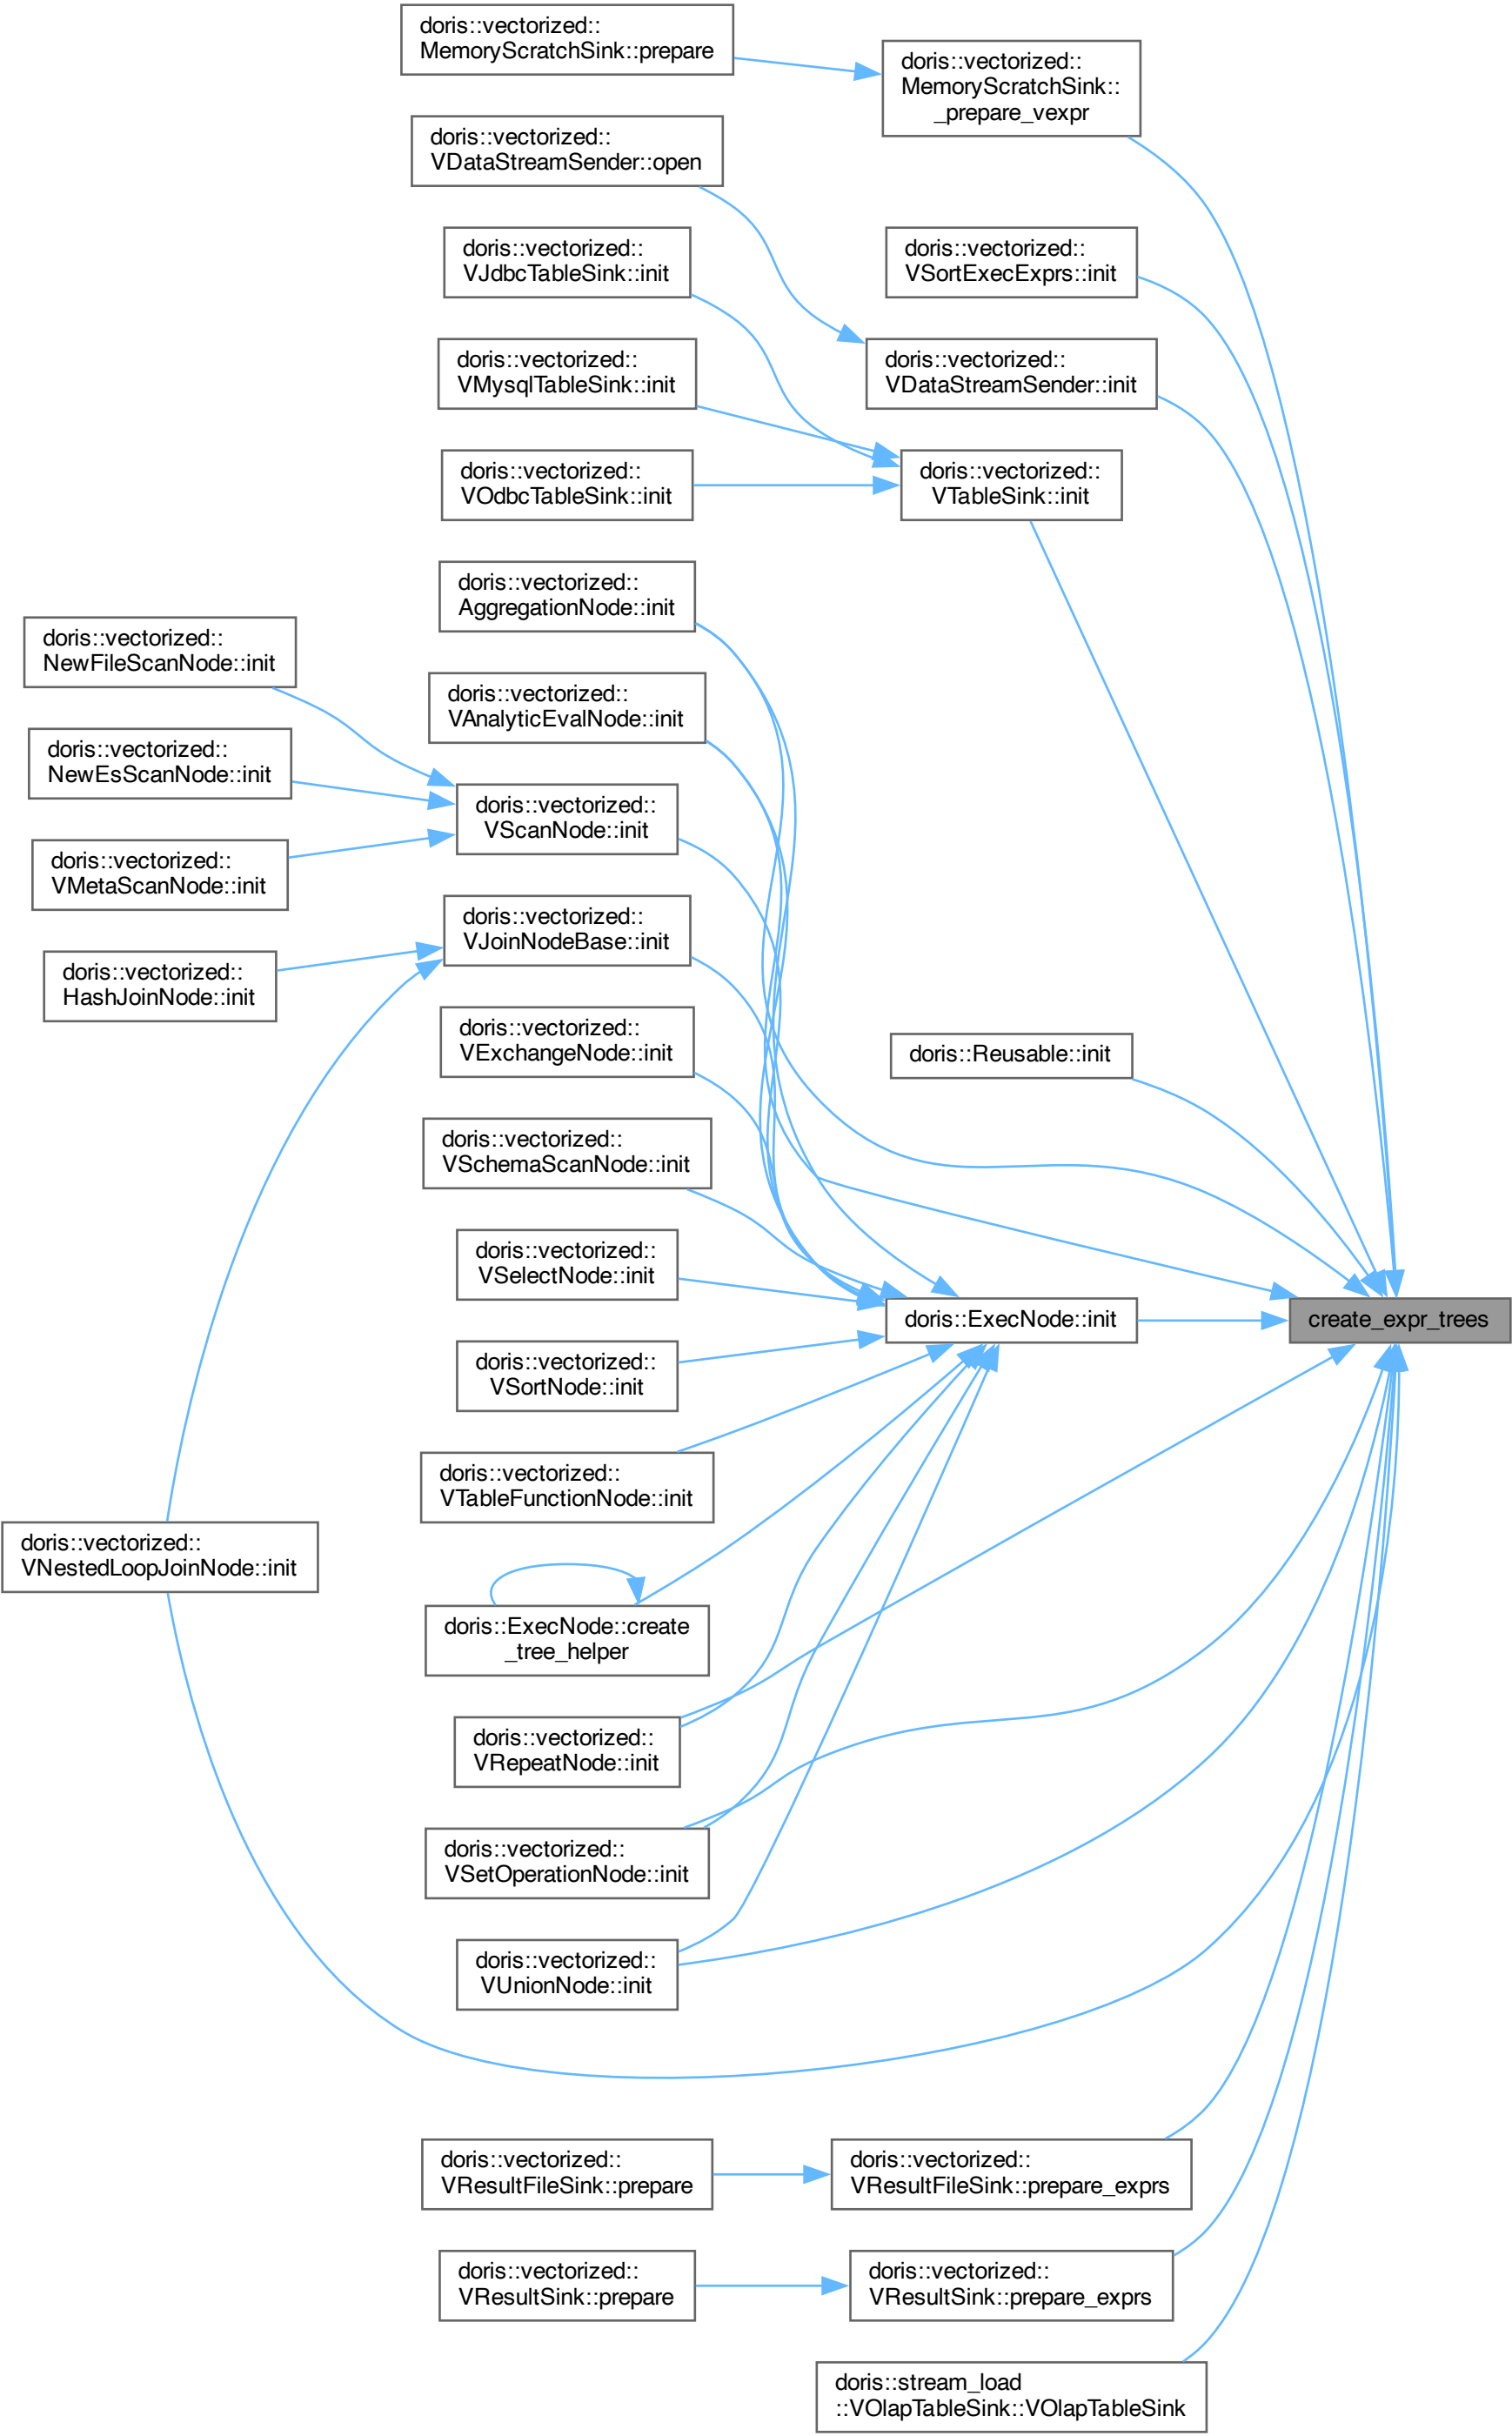 doris::vectorized::
MemoryScratchSink::prepare
doris::vectorized::
MemoryScratchSink::
_prepare_vexpr
doris::vectorized::
VDataStreamSender::open
doris::vectorized::
VJdbcTableSink::init
doris::vectorized::
VSortExecExprs::init
doris::vectorized::
VMysqlTableSink::init
doris::vectorized::
VDataStreamSender::init
doris::vectorized::
VOdbcTableSink::init
doris::vectorized::
VTableSink::init
doris::vectorized::
AggregationNode::init
doris::vectorized::
NewFileScanNode::init
doris::vectorized::
VAnalyticEvalNode::init
doris::vectorized::
NewEsScanNode::init
doris::vectorized::
VScanNode::init
doris::vectorized::
VMetaScanNode::init
doris::vectorized::
VJoinNodeBase::init
doris::vectorized::
HashJoinNode::init
doris::vectorized::
VExchangeNode::init
doris::Reusable::init
doris::vectorized::
VSchemaScanNode::init
doris::vectorized::
VSelectNode::init
doris::ExecNode::init
create_expr_trees
doris::vectorized::
VSortNode::init
doris::vectorized::
VTableFunctionNode::init
doris::vectorized::
VNestedLoopJoinNode::init
doris::ExecNode::create
_tree_helper
doris::vectorized::
VRepeatNode::init
doris::vectorized::
VSetOperationNode::init
doris::vectorized::
VUnionNode::init
doris::vectorized::
VResultFileSink::prepare
doris::vectorized::
VResultFileSink::prepare_exprs
doris::vectorized::
VResultSink::prepare
doris::vectorized::
VResultSink::prepare_exprs
doris::stream_load
::VOlapTableSink::VOlapTableSink